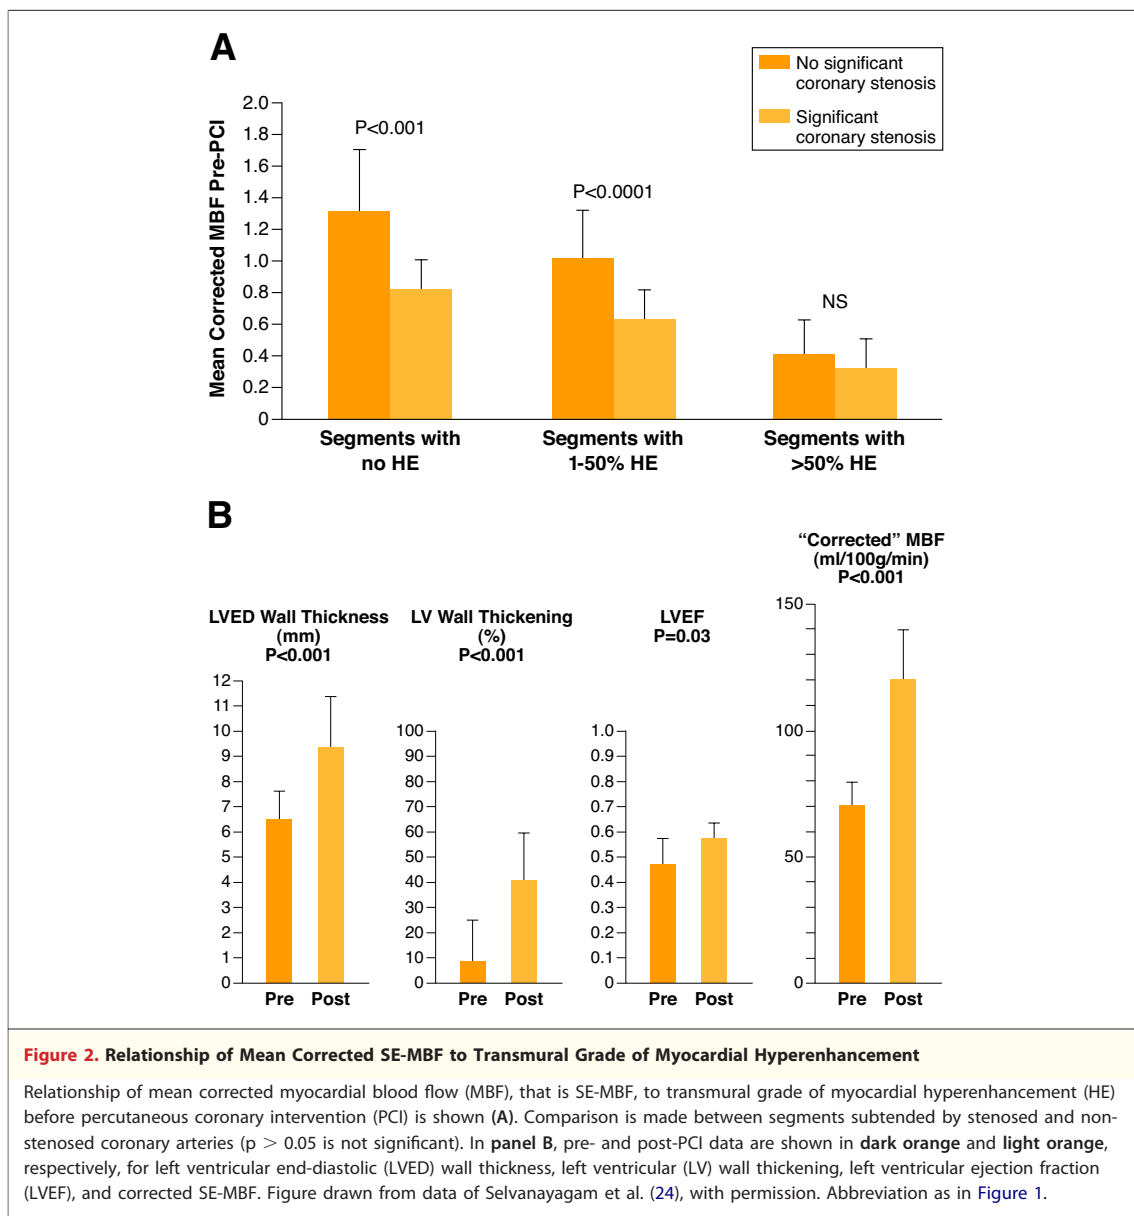 A
No significant
coronary stenosis
Significant
coronary stenosis
Mean Corrected MBF Pre-PCI
2.0
1.8
1.6
1.4
1.2
1.0
0.8
0.6
0.4
0.2
0
P<0.001
P<0.0001
NS
Segments with
no HE
Segments with
1-50% HE
Segments with
>50% HE
B
LVED Wall Thickness
(mm)
P<0.001
12
11
10
9
8
7
6
5
4
3
2
1
0
Pre Post
LV Wall Thickening
(%)
P<0.001
100
90
80
70
60
50
40
30
20
10
0
Pre Post
LVEF
P=0.03
1.0
0.9
0.8
0.7
0.6
0.5
0.4
0.3
0.2
0.1
0
Pre Post
“Corrected” MBF
(ml/100g/min)
P<0.001
150
100
50
0
Pre Post
Figure 2. Relationship of Mean Corrected SE-MBF to Transmural Grade of Myocardial Hyperenhancement
Relationship of mean corrected myocardial blood flow (MBF), that is SE-MBF, to transmural grade of myocardial hyperenhancement (HE)
before percutaneous coronary intervention (PCI) is shown (A). Comparison is made between segments subtended by stenosed and non-
stenosed coronary arteries (p > 0.05 is not significant). In panel B, pre- and post-PCI data are shown in dark orange and light orange,
respectively, for left ventricular end-diastolic (LVED) wall thickness, left ventricular (LV) wall thickening, left ventricular ejection fraction
(LVEF), and corrected SE-MBF. Figure drawn from data of Selvanayagam et al. (24), with permission. Abbreviation as in Figure 1.